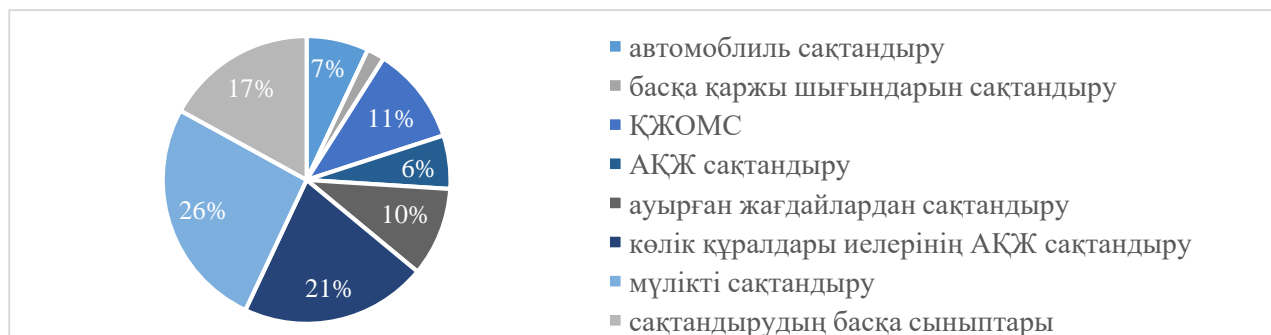 7%
11%
6%
10%
21%
26%
17%
автомоблиль сақтандыру
басқа қаржы шығындарын сақтандыру
ҚЖОМС
АҚЖ сақтандыру
ауырған жағдайлардан сақтандыру
көлік құралдары иелерінің АҚЖ сақтандыру
мүлікті сақтандыру
сақтандырудың басқа сыныптары